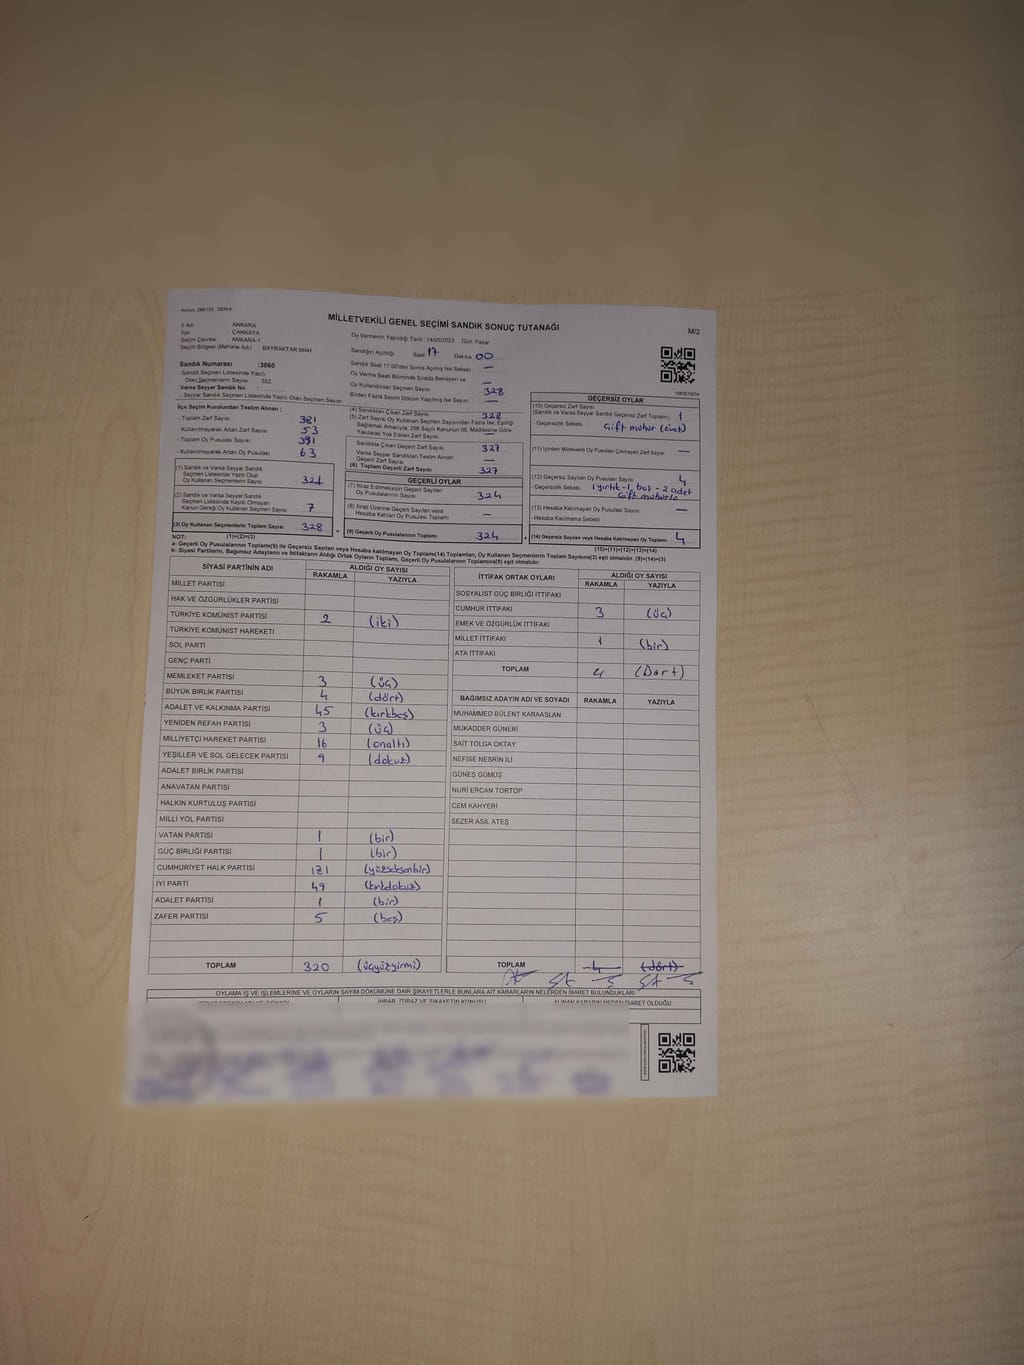 MİLLETVEKİLİ GENEL SEÇİMİ SANDIK SONUÇ TUTANAĞI
M/2
İl Adı : ANKARA
İlçe : ÇANKAYA
Seçim Çevresi : ANKARA-1
Seçim Bölgesi (Mahalle Adı) : BAYRAKTAR MAH
Sandık Numarası :3060
Sandık Seçmen Listesinde Yazılı
Olan Seçmenlerin Sayısı : 352
Varsa Seyyar Sandık No :
- Seyyar Sandık Seçmen Listesinde Yazılı Olan Seçmen Sayısı:
Oy Vermenin Yapıldığı Tarih : 14/05/2023 Gün: Pazar
Sandığın Açıldığı Saat 17 Dakika 00
Sandık Saat 17.00'den Sonra Açılmış İse Sebebi : —
Oy Verme Saati Bitiminde Sırada Bekleyen ve —
Oy Kullandırılan Seçmen Sayısı 328
Birden Fazla Sayım Döküm Yapılmış İse Sayısı —
İlçe Seçim Kurulundan Teslim Alınan :
- Toplam Zarf Sayısı 381
- Kullanılmayarak Artan Zarf Sayısı 53
- Toplam Oy Pusulası Sayısı 391
- Kullanılmayarak Artan Oy Pusulası 63
(1) Sandık ve Varsa Seyyar Sandık
Seçmen Listesinde Yazılı Olup
Oy Kullanan Seçmenlerin Sayısı 321
(2) Sandık ve Varsa Seyyar Sandık
Seçmen Listesinde Kaydı Olmayan
Kanun Gereği Oy Kullanan Seçmen Sayısı 7
(3) Oy Kullanan Seçmenlerin Toplam Sayısı 328
(4) Sandıktan Çıkan Zarf Sayısı 328
(5) Zarf Sayısı Oy Kullanan Seçmen Sayısından Fazla İse, Eşitliği
Sağlamak Amacıyla, 298 Sayılı Kanunun 98. Maddesine Göre
Yakılarak Yok Edilen Zarf Sayısı —
Sandıkta Çıkan Geçerli Zarf Sayısı 327
Varsa Seyyar Sandıktan Teslim Alınan
Geçerli Zarf Sayısı —
(6) Toplam Geçerli Zarf Sayısı 327
GEÇERLİ OYLAR
(7) İtiraz Edilmeksizin Geçerli Sayılan
Oy Pusulalarının Sayısı 324
(8) İtiraz Üzerine Geçerli Sayılan veya
Hesaba Katılan Oy Pusulası Toplamı —
(9) Geçerli Oy Pusulalarının Toplamı 324
GEÇERSİZ OYLAR
(10) Geçersiz Zarf Sayısı
(Sandık ve Varsa Seyyar Sandık Geçersiz Zarf Toplamı) 1
- Geçersizlik Sebebi : Çift mühür (Evet)
(11) İçinden Milletvekili Oy Pusulası Çıkmayan Zarf Sayısı —
(12) Geçersiz Sayılan Oy Pusulası Sayısı 4
- Geçersizlik Sebebi 1 yırtık-1, boş - 2 adet
Çift mühürlü
(13) Hesaba Katılmayan Oy Pusulası Sayısı —
- Hesaba Katılmama Sebebi
(14) Geçersiz Sayılan veya Hesaba Katılmayan Oy Toplamı 4
NOT: (1)+(2)=(3) (10)+(11)+(12)+(13)=(14)
a- Geçerli Oy Pusulalarının Toplam(9) ile Geçersiz Sayılan veya Hesaba katılmayan Oy Toplam(14) Toplamları, Oy Kullanan Seçmenlerin Toplam Sayısına(3) eşit olmalıdır. (9)+(14)=(3)
b- Siyasi Partilerin, Bağımsız Adayların ve İttifakların Aldığı Ortak Oyların Toplamı, Geçerli Oy Pusulalarının Toplamına(9) eşit olmalıdır.
SİYASİ PARTİNİN ADI ALDIĞI OY SAYISI
RAKAMLA YAZIYLA
MİLLET PARTİSİ
HAK VE ÖZGÜRLÜKLER PARTİSİ
TÜRKİYE KOMÜNİST PARTİSİ 2 (iki)
TÜRKİYE KOMÜNİST HAREKETİ
SOL PARTİ
GENÇ PARTİ
MEMLEKET PARTİSİ 3 (üç)
BÜYÜK BİRLİK PARTİSİ 4 (dört)
ADALET VE KALKINMA PARTİSİ 45 (kırkbeş)
YENİDEN REFAH PARTİSİ 3 (üç)
MİLLİYETÇİ HAREKET PARTİSİ 16 (onaltı)
YEŞİLLER VE SOL GELECEK PARTİSİ 9 (dokuz)
ADALET BİRLİK PARTİSİ
ANAVATAN PARTİSİ
HALKIN KURTULUŞ PARTİSİ
MİLLİ YOL PARTİSİ
VATAN PARTİSİ 1 (bir)
GÜÇ BİRLİĞİ PARTİSİ 1 (bir)
CUMHURİYET HALK PARTİSİ 181 (yüzseksenbir)
İYİ PARTİ 49 (kırkdokuz)
ADALET PARTİSİ 1 (bir)
ZAFER PARTİSİ 5 (beş)
TOPLAM 320 (üçyüzyirmi)
İTTİFAK ORTAK OYLARI ALDIĞI OY SAYISI
RAKAMLA YAZIYLA
SOSYALİST GÜÇ BİRLİĞİ İTTİFAKI
CUMHUR İTTİFAKI 3 (üç)
EMEK VE ÖZGÜRLÜK İTTİFAKI
MİLLET İTTİFAKI 1 (bir)
ATA İTTİFAKI
TOPLAM 4 (Dört)
BAĞIMSIZ ADAYIN ADI VE SOYADI RAKAMLA YAZIYLA
MUHAMMED BÜLENT KARAASLAN
MUKADDER GÜNERİ
SAİT TOLGA OKTAY
NEFİSE NESRİN İLİ
GÜNEŞ GÜMÜŞ
NURİ ERCAN TORTOP
CEM KAHYERİ
SEZER ASİL ATEŞ
TOPLAM 4 (dört)
OYLAMA İŞ VE İŞLEMLERİNE VE OYLARIN SAYIM DÖKÜMÜNE DAİR ŞİKAYETLERLE BUNLARA AİT KARARLARIN NELERDEN İBARET BULUNDUKLARI